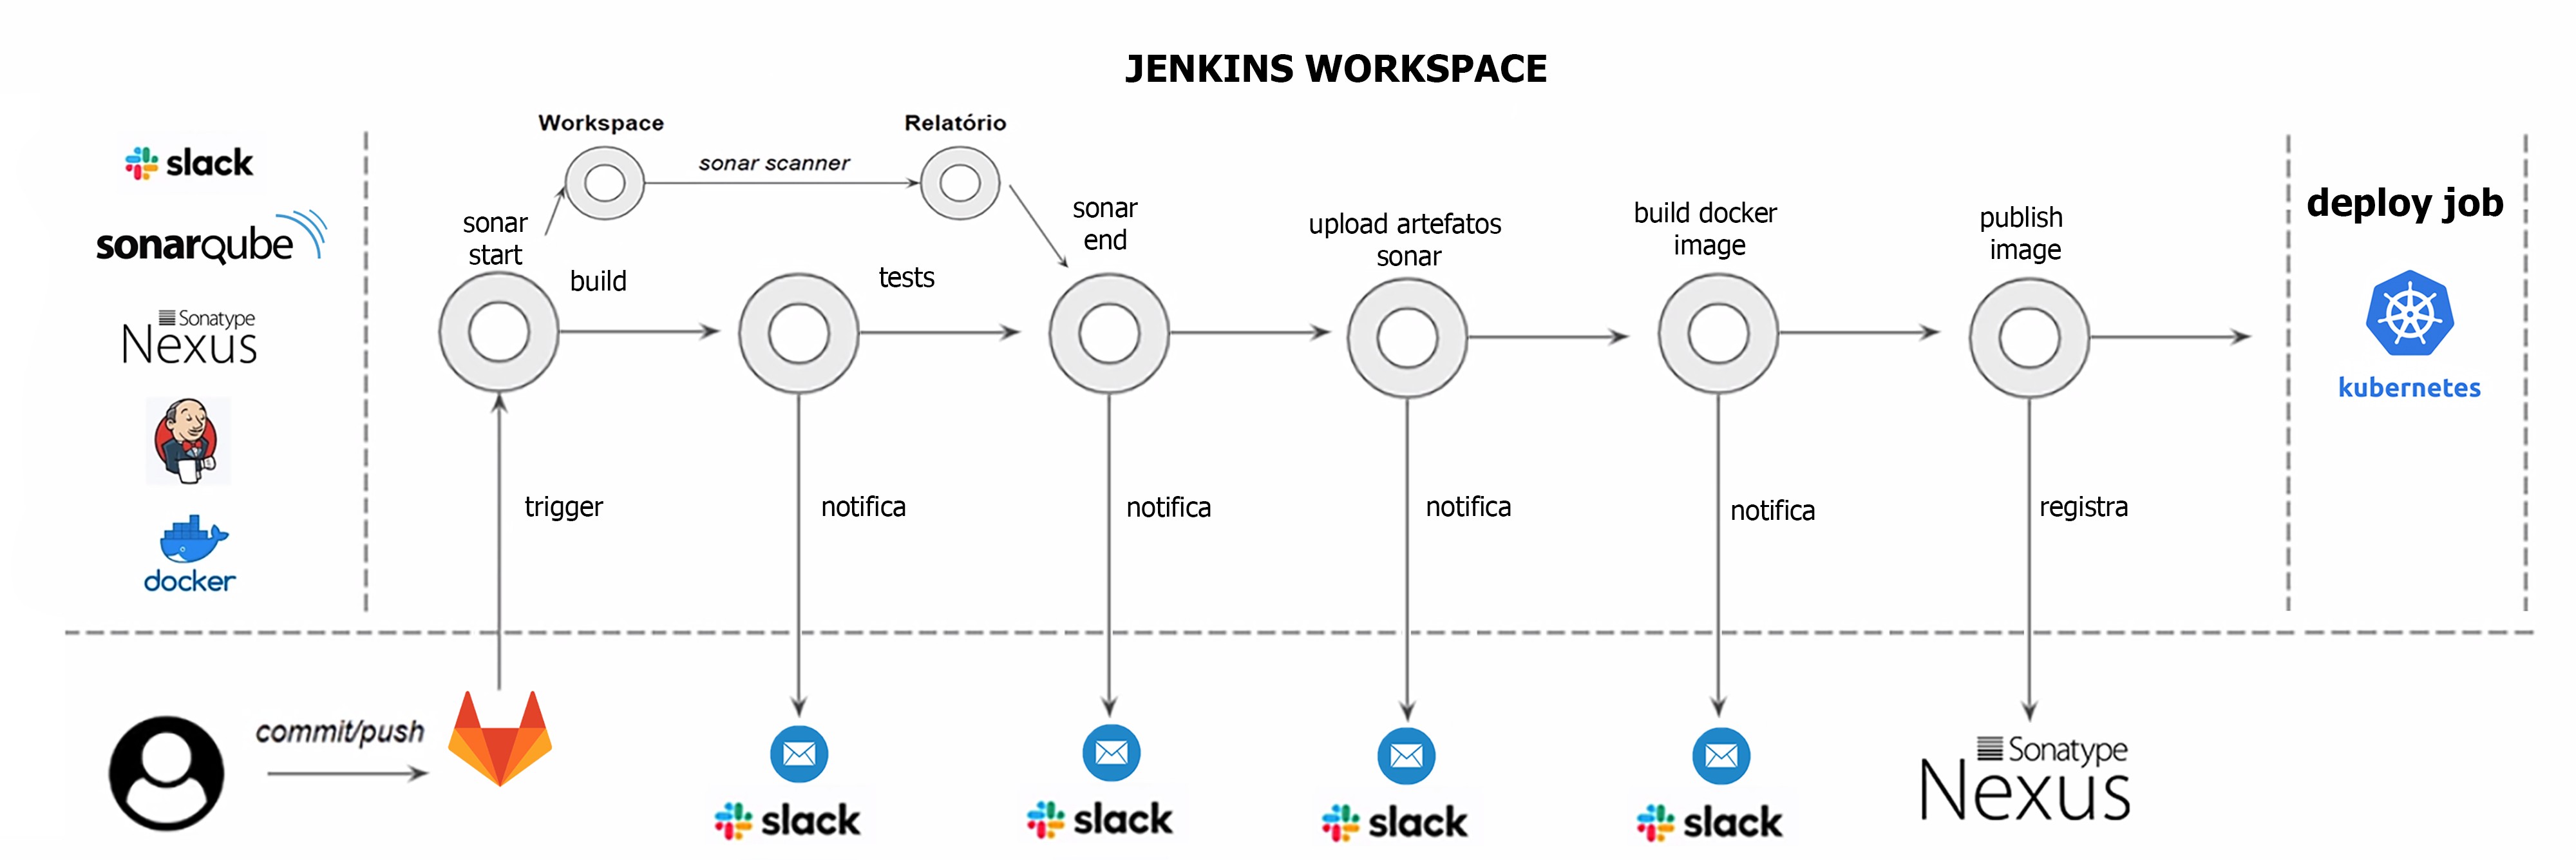 JENKINS WORKSPACE
Workspace
Relatório
sonar scanner
slack
sonarqube
Sonatype
Nexus
docker
sonar
start
build
tests
sonar
end
upload artefatos
sonar
build docker
image
publish
image
deploy job
kubernetes
trigger
notifica
notifica
notifica
notifica
registra
commit/push
slack
slack
slack
slack
Sonatype
Nexus